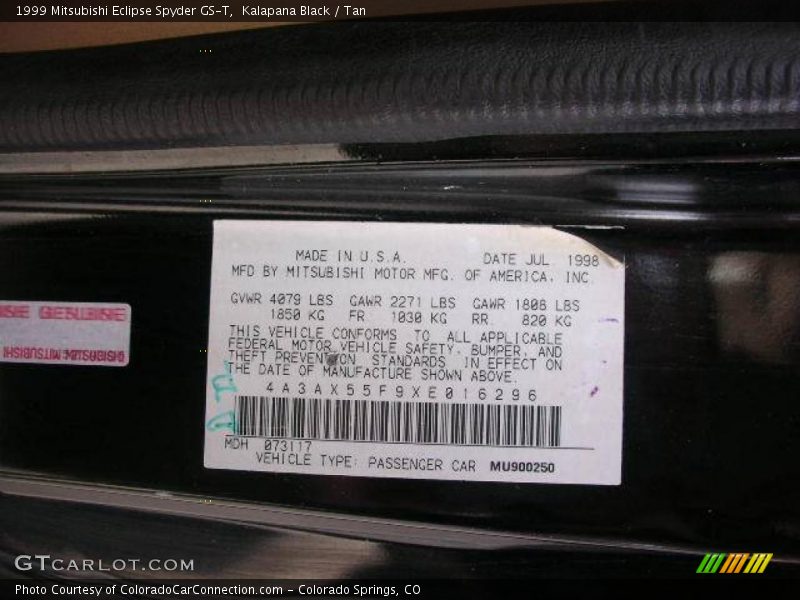 1999 Mitsubishi Eclipse Spyder GS-T, Kalapana Black / Tan
MADE IN U.S.A. DATE JUL 1998
MFD BY MITSUBISHI MOTOR MFG. OF AMERICA, INC.
GVWR 4079 LBS GAWR 2271 LBS GAWR 1808 LBS
1850 KG FR 1030 KG RR 820 KG
THIS VEHICLE CONFORMS TO ALL APPLICABLE
FEDERAL MOTOR VEHICLE SAFETY, BUMPER, AND
THEFT PREVENTION STANDARDS IN EFFECT ON
THE DATE OF MANUFACTURE SHOWN ABOVE.
4A3AX55F9XE016296
MDH 073117
VEHICLE TYPE: PASSENGER CAR MU900250
MITSUBISHI
GTCARLOT.COM
Photo Courtesy of ColoradoCarConnection.com - Colorado Springs, CO